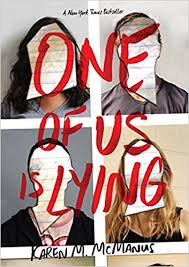 A New York Times Bestseller
ONE
OF US
IS LYING
KAREN M. McMANUS